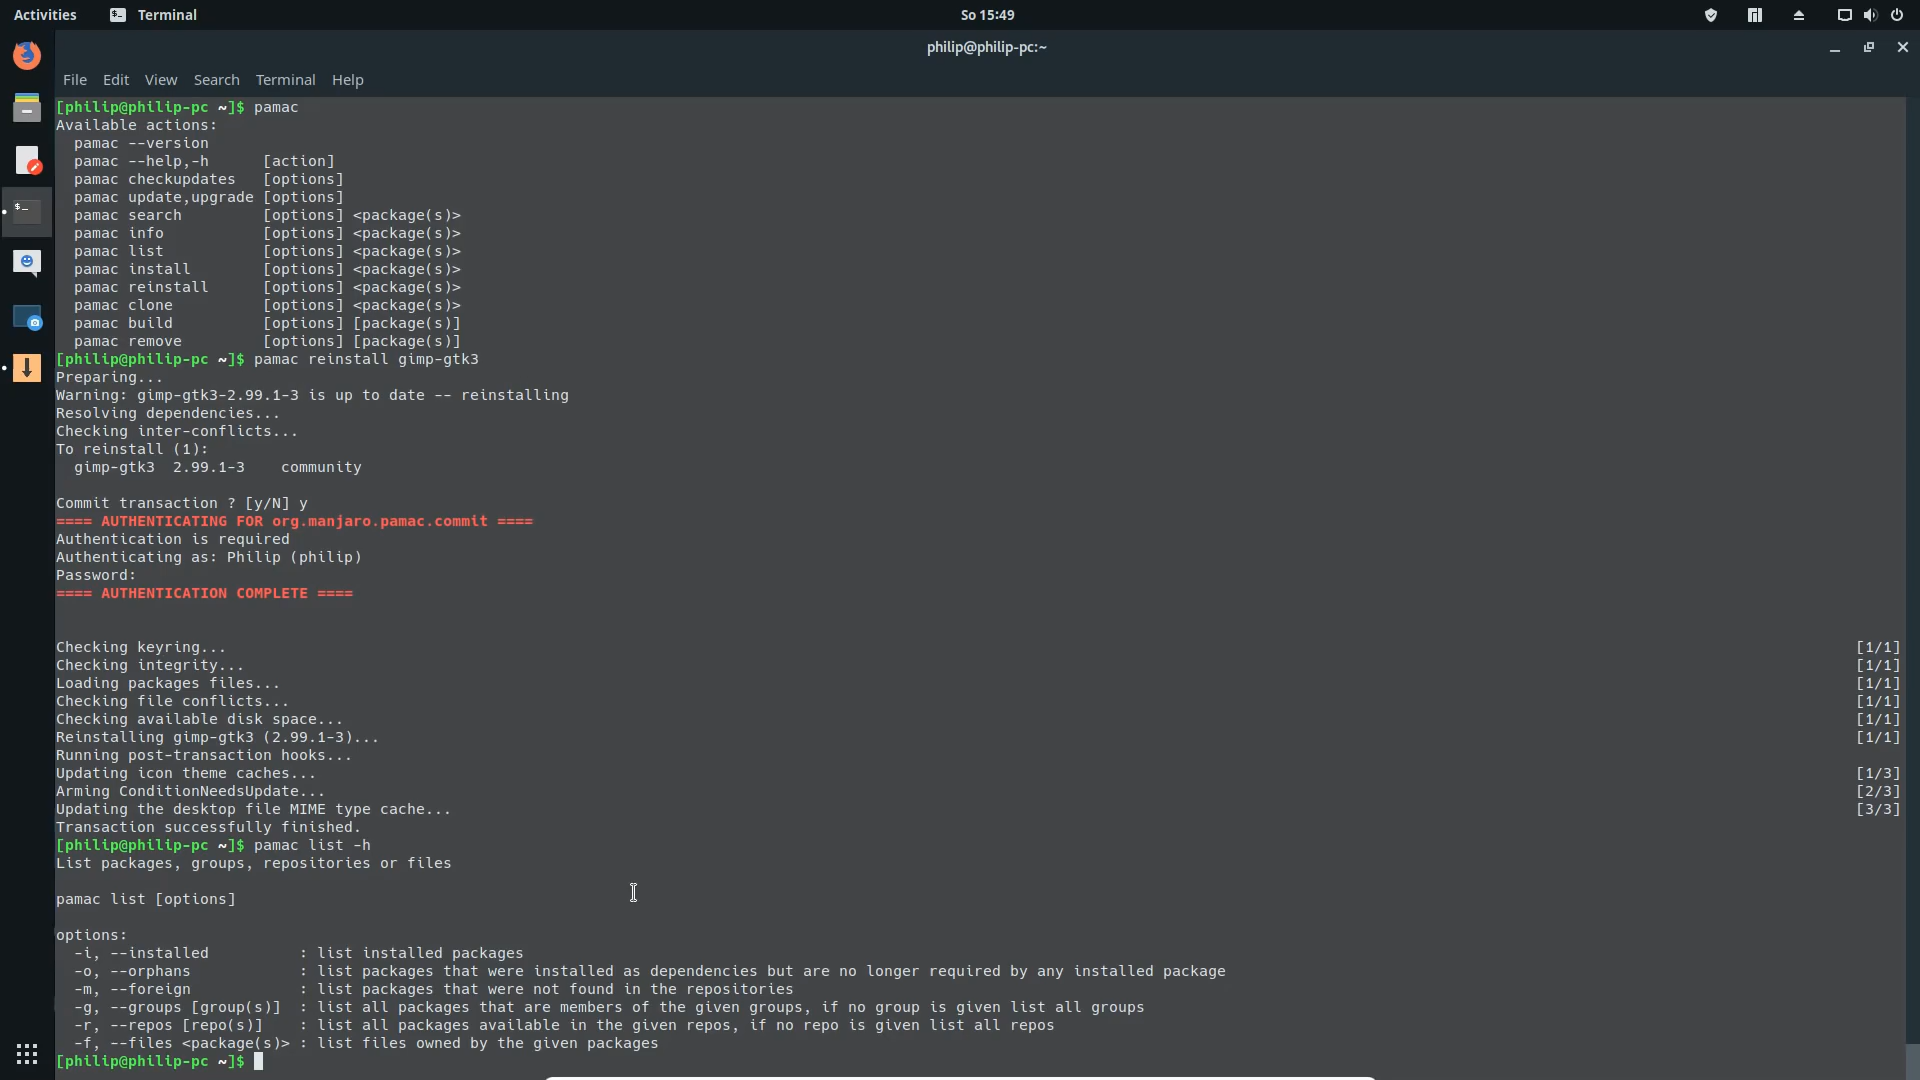 Activities Terminal So 15:49
philip@philip-pc:~
File Edit View Search Terminal Help
[philip@philip-pc ~]$ pamac
Available actions:
  pamac --version
  pamac --help,-h      [action]
  pamac checkupdates   [options]
  pamac update,upgrade [options]
  pamac search         [options] <package(s)>
  pamac info           [options] <package(s)>
  pamac list           [options] <package(s)>
  pamac install        [options] <package(s)>
  pamac reinstall      [options] <package(s)>
  pamac clone          [options] <package(s)>
  pamac build          [options] [package(s)]
  pamac remove         [options] [package(s)]
[philip@philip-pc ~]$ pamac reinstall gimp-gtk3
Preparing...
Warning: gimp-gtk3-2.99.1-3 is up to date -- reinstalling
Resolving dependencies...
Checking inter-conflicts...
To reinstall (1):
  gimp-gtk3  2.99.1-3    community
Commit transaction ? [y/N] y
==== AUTHENTICATING FOR org.manjaro.pamac.commit ====
Authentication is required
Authenticating as: Philip (philip)
Password:
==== AUTHENTICATION COMPLETE ====
Checking keyring... [1/1]
Checking integrity... [1/1]
Loading packages files... [1/1]
Checking file conflicts... [1/1]
Checking available disk space... [1/1]
Reinstalling gimp-gtk3 (2.99.1-3)... [1/1]
Running post-transaction hooks...
Updating icon theme caches... [1/3]
Arming ConditionNeedsUpdate... [2/3]
Updating the desktop file MIME type cache... [3/3]
Transaction successfully finished.
[philip@philip-pc ~]$ pamac list -h
List packages, groups, repositories or files
pamac list [options]
options:
  -i, --installed          : list installed packages
  -o, --orphans            : list packages that were installed as dependencies but are no longer required by any installed package
  -m, --foreign            : list packages that were not found in the repositories
  -g, --groups [group(s)]  : list all packages that are members of the given groups, if no group is given list all groups
  -r, --repos [repo(s)]    : list all packages available in the given repos, if no repo is given list all repos
  -f, --files <package(s)> : list files owned by the given packages
[philip@philip-pc ~]$